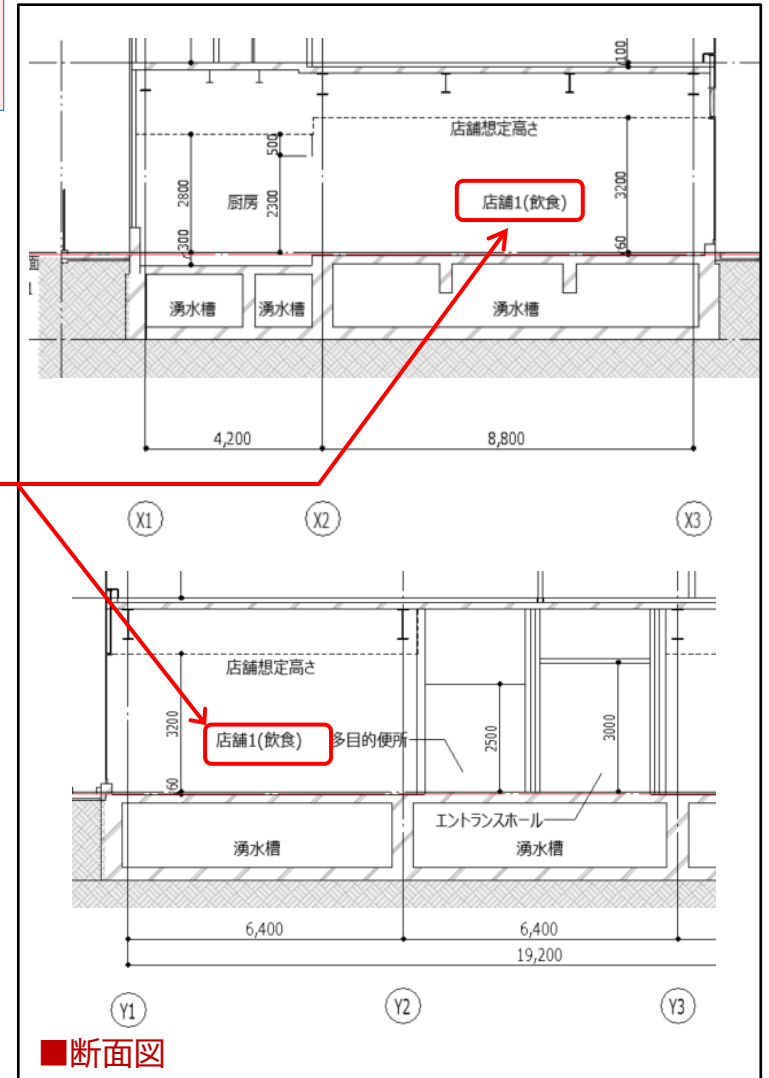 100
店舗想定高さ
500
2800
厨房
2300
店舗1(飲食)
3200
300
60
面
1
湧水槽
湧水槽
湧水槽
4,200
8,800
X1
X2
X3
店舗想定高さ
3200
店舗1(飲食)
多目的便所
2500
3000
60
エントランスホール
湧水槽
湧水槽
6,400
6,400
19,200
Y1
Y2
Y3
■断面図